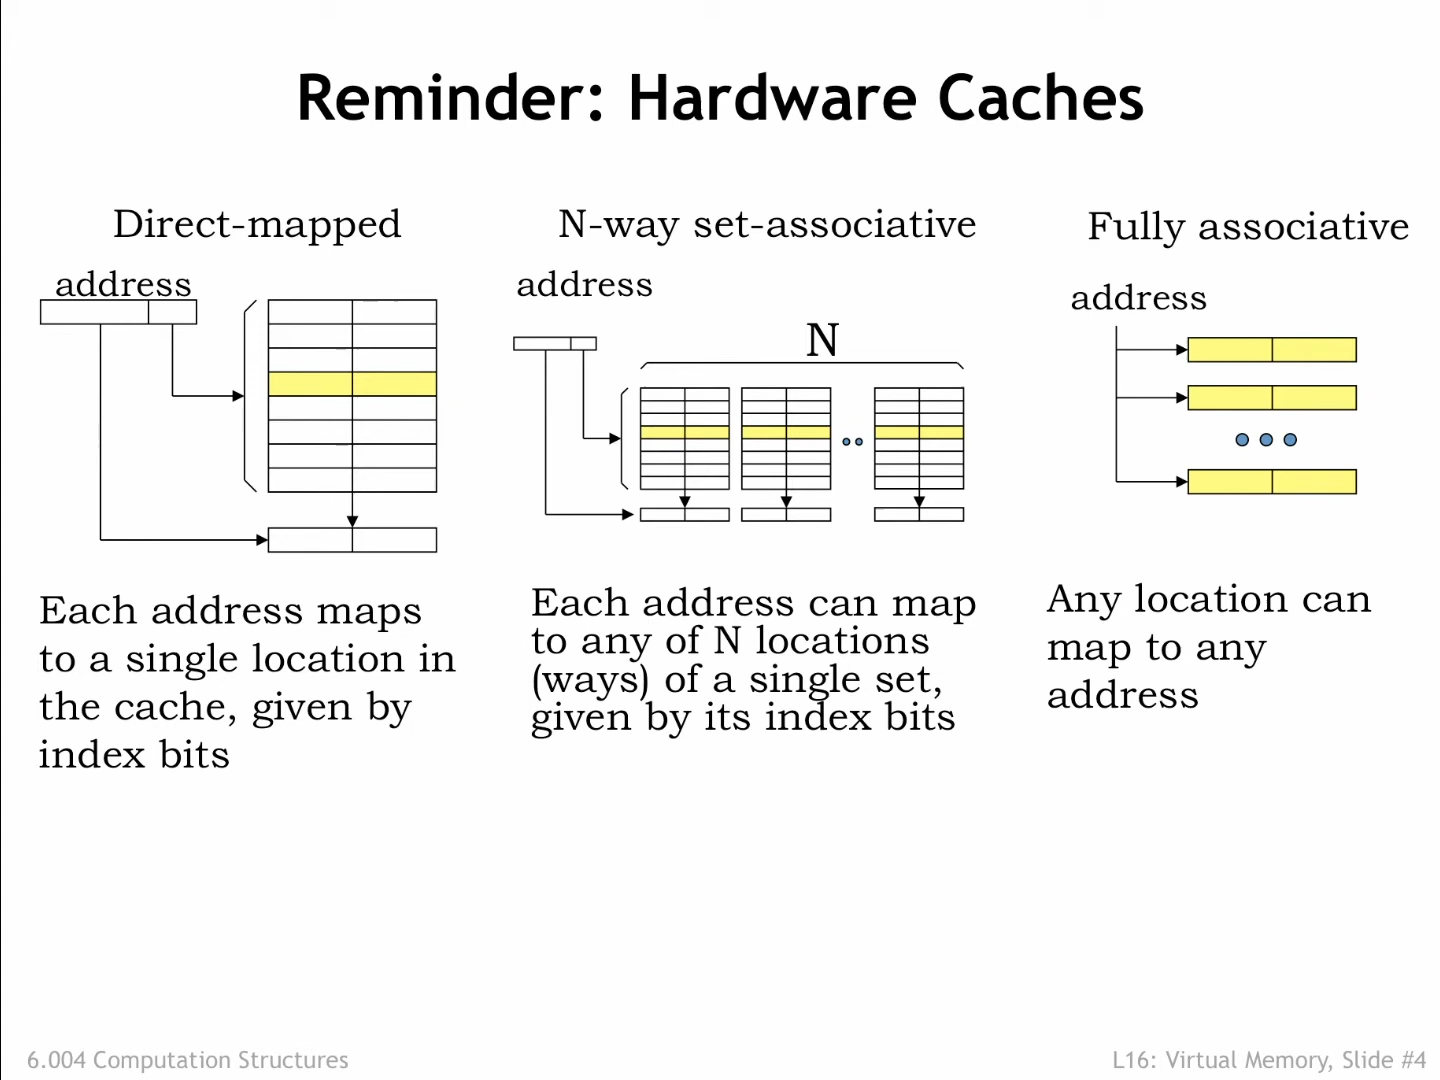 Reminder: Hardware Caches
Direct-mapped
address
Each address maps
to a single location in
the cache, given by
index bits
N-way set-associative
address
N
Each address can map
to any of N locations
(ways) of a single set,
given by its index bits
Fully associative
address
Any location can
map to any
address
6.004 Computation Structures
L16: Virtual Memory, Slide #4